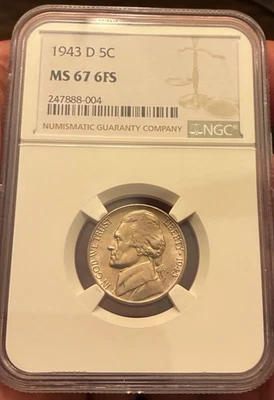 1943 D 5C
MS 67 6FS
247888-004
NUMISMATIC GUARANTY COMPANY
NGC
IN GOD WE TRUST
LIBERTY 1943